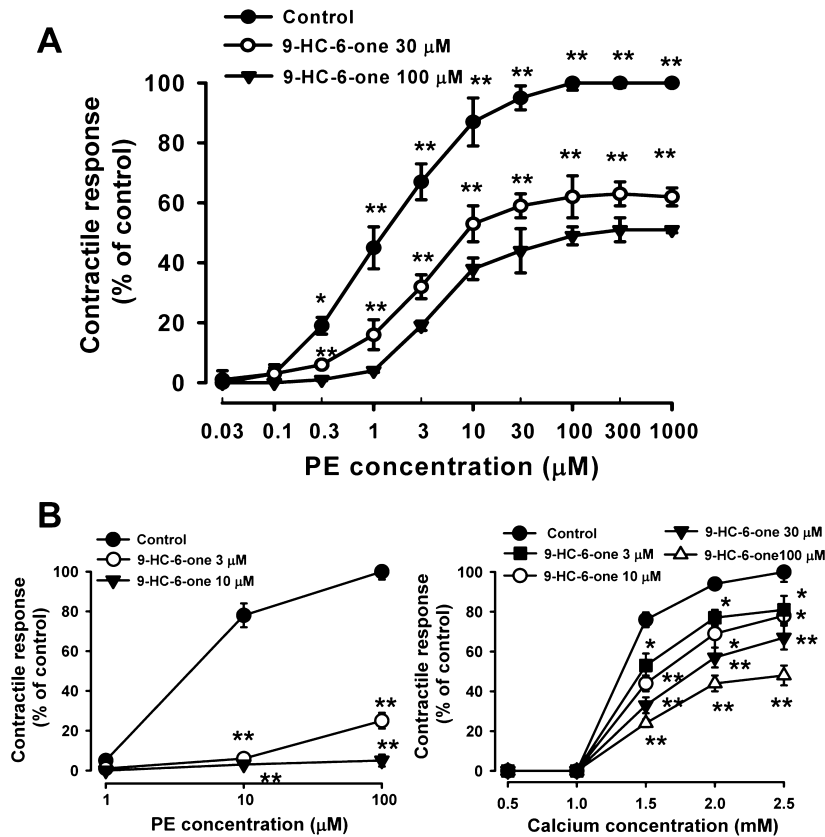 A
Control
9-HC-6-one 30 μM
9-HC-6-one 100 μM
** ** ** ** **
** ** * ** ** ** ** ** ** ** ** **
Contractile response
(% of control)
100
80
60
40
20
0
0.03 0.1 0.3 1 3 10 30 100 300 1000
PE concentration (μM)
B
Control
9-HC-6-one 3 μM
9-HC-6-one 10 μM
Contractile response
(% of control)
100
80
60
40
20
0
** ** ** **
1 10 100
PE concentration (μM)
Control
9-HC-6-one 3 μM
9-HC-6-one 10 μM
9-HC-6-one 30 μM
9-HC-6-one100 μM
Contractile response
(% of control)
100
80
60
40
20
0
* ** ** ** * * ** ** * * ** **
0.5 1.0 1.5 2.0 2.5
Calcium concentration (mM)